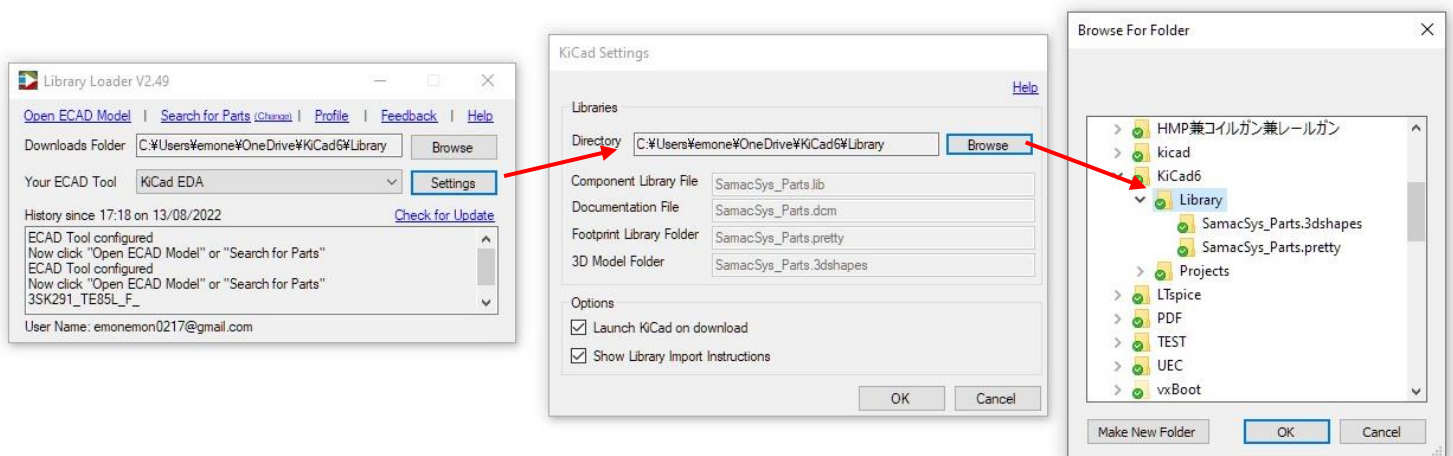 Library Loader V2.49
Open ECAD Model | Search for Parts (Change) | Profile | Feedback | Help
Downloads Folder C:¥Users¥emone¥OneDrive¥KiCad6¥Library Browse
Your ECAD Tool KiCad EDA Settings
History since 17:18 on 13/08/2022 Check for Update
ECAD Tool configured
Now click "Open ECAD Model" or "Search for Parts"
ECAD Tool configured
Now click "Open ECAD Model" or "Search for Parts"
3SK291_TE85L_F_
User Name: emonemon0217@gmail.com
KiCad Settings
Help
Libraries
Directory C:¥Users¥emone¥OneDrive¥KiCad6¥Library Browse
Component Library File SamacSys_Parts.lib
Documentation File SamacSys_Parts.dcm
Footprint Library Folder SamacSys_Parts.pretty
3D Model Folder SamacSys_Parts.3dshapes
Options
Launch KiCad on download
Show Library Import Instructions
OK Cancel
Browse For Folder
HMP兼コイルガン兼レールガン
kicad
KiCad6
Library
SamacSys_Parts.3dshapes
SamacSys_Parts.pretty
Projects
LTspice
PDF
TEST
UEC
vxBoot
Make New Folder OK Cancel